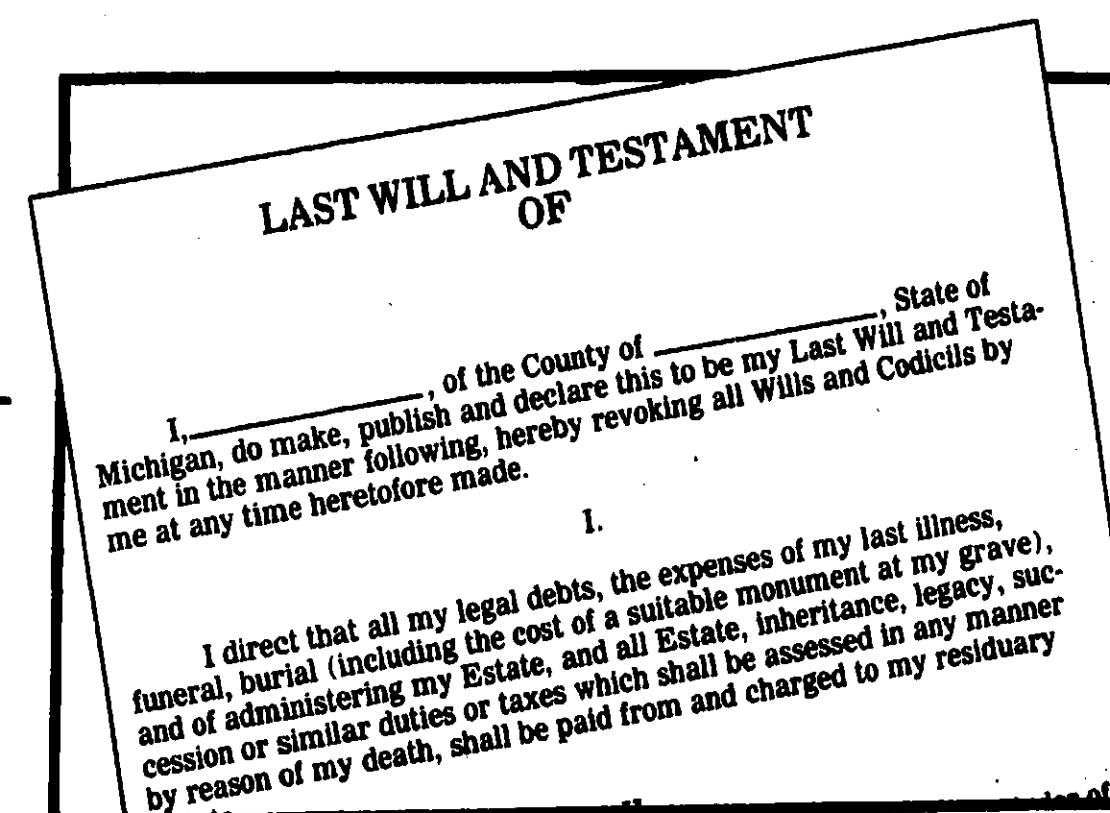 LAST WILL AND TESTAMENT
OF
I,____________, of the County of ____________, State of
Michigan, do make, publish and declare this to be my Last Will and Testa-
ment in the manner following, hereby revoking all Wills and Codicils by
me at any time heretofore made.
I.
I direct that all my legal debts, the expenses of my last illness,
funeral, burial (including the cost of a suitable monument at my grave),
and of administering my Estate, and all Estate, inheritance, legacy, suc-
cession or similar duties or taxes which shall be assessed in any manner
by reason of my death, shall be paid from and charged to my residuary